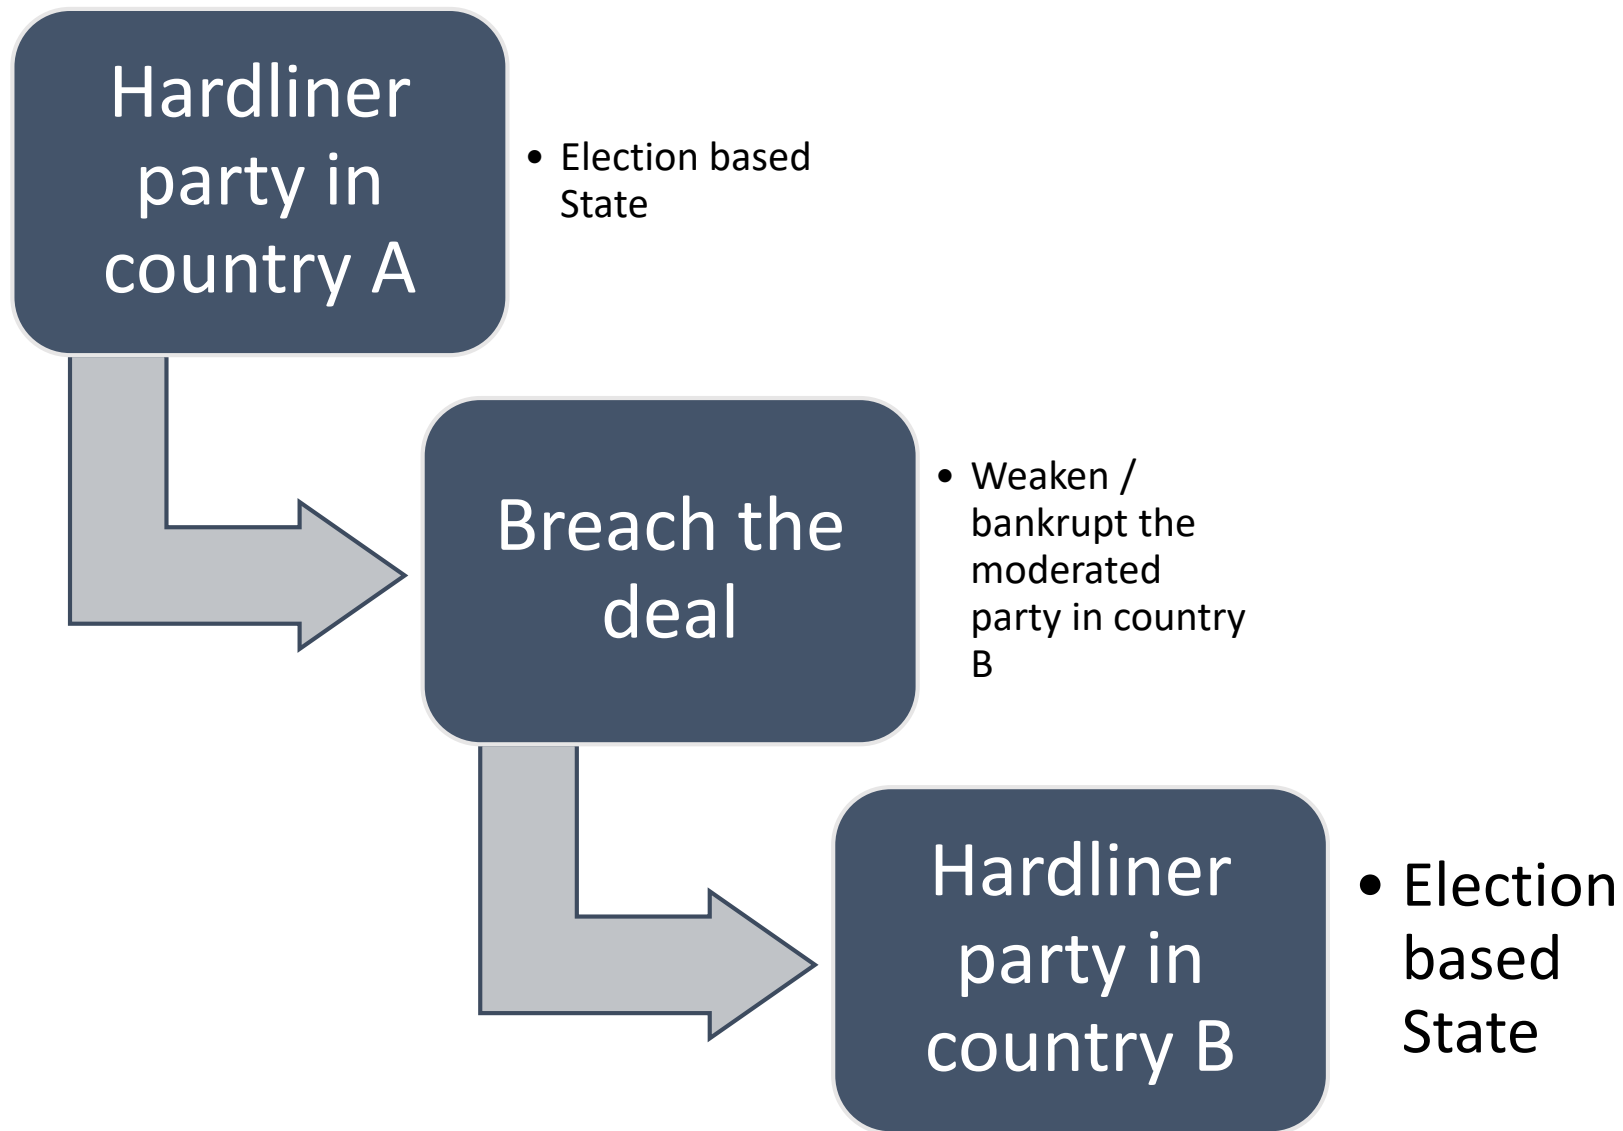 Hardliner
party in
country A
• Election based
State
Breach the
deal
• Weaken /
bankrupt the
moderated
party in country
B
Hardliner
party in
country B
• Election
based
State